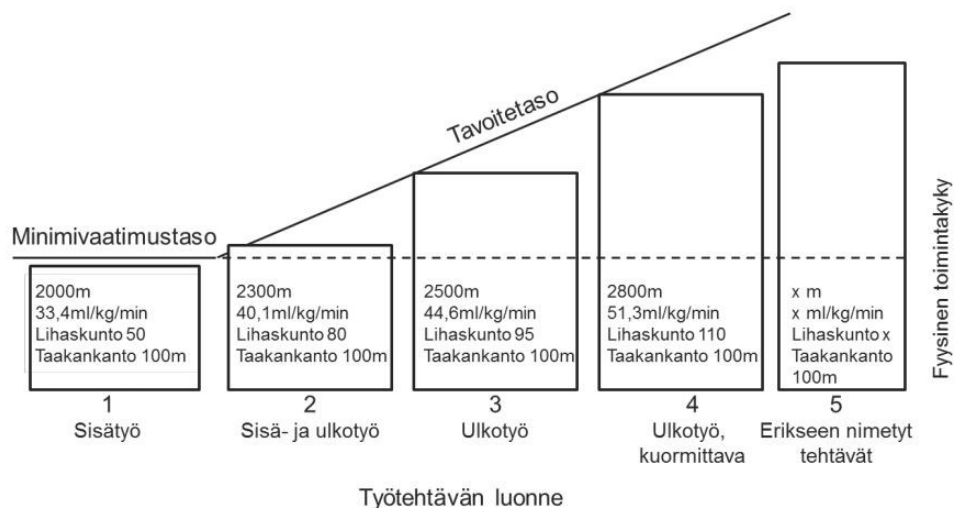 Tavoitetaso
Minimivaatimustaso
2000m
33,4ml/kg/min
Lihaskunto 50
Taakankanto 100m
1
Sisätyö
2300m
40,1ml/kg/min
Lihaskunto 80
Taakankanto 100m
2
Sisä- ja ulkotyö
2500m
44,6ml/kg/min
Lihaskunto 95
Taakankanto 100m
3
Ulkotyö
2800m
51,3ml/kg/min
Lihaskunto 110
Taakankanto 100m
4
Ulkotyö,
kuormittava
x m
x ml/kg/min
Lihaskunto x
Taakankanto
100m
5
Erikseen nimetyt
tehtävät
Fyysinen toimintakyky
Työtehtävän luonne